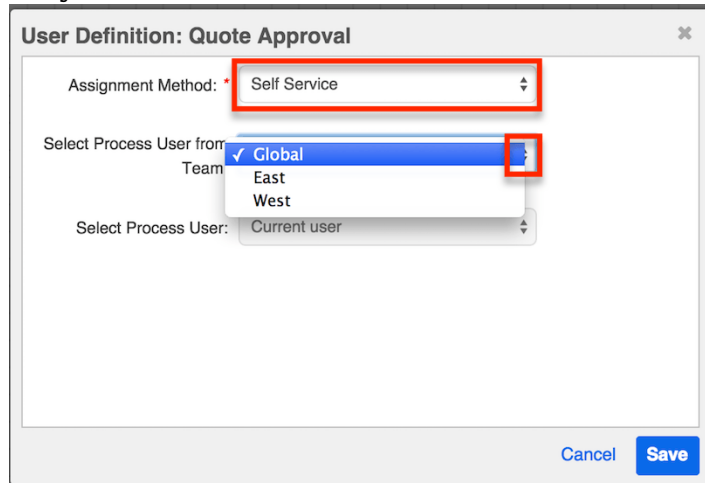 User Definition: Quote Approval
Assignment Method: * Self Service
Select Process User from
Team
✓ Global
East
West
Select Process User: Current user
Cancel Save